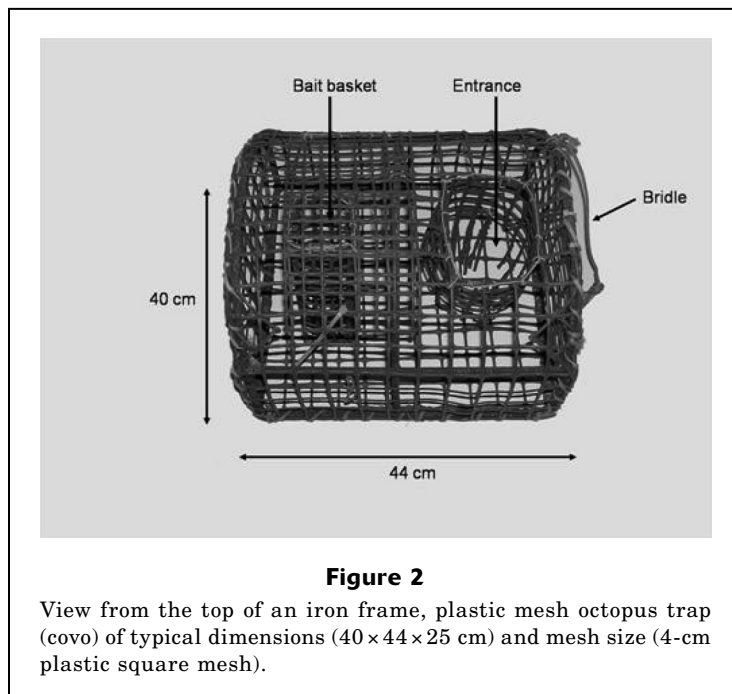 Bait basket
Entrance
Bridle
40 cm
44 cm
Figure 2
View from the top of an iron frame, plastic mesh octopus trap
(covo) of typical dimensions (40×44×25 cm) and mesh size (4-cm
plastic square mesh).